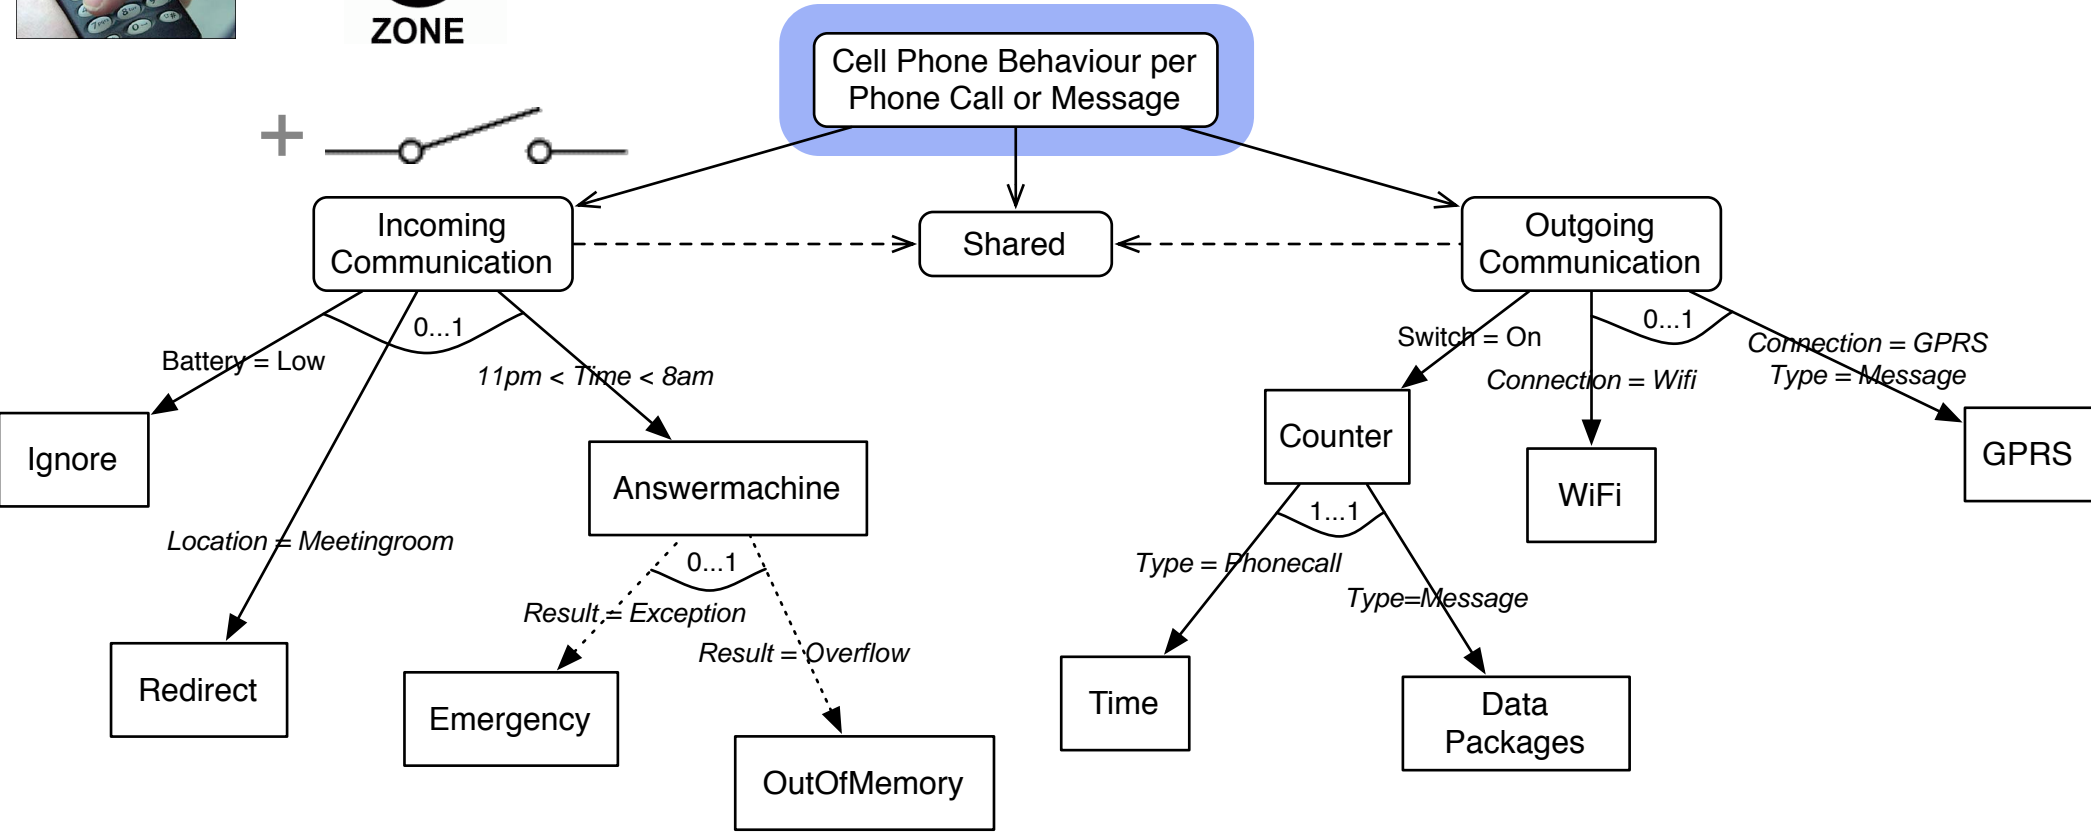 ZONE
Cell Phone Behaviour per
Phone Call or Message
Incoming
Communication
Shared
Outgoing
Communication
0...1
0...1
Battery = Low
11pm < Time < 8am
Switch = On
Connection = Wifi
Connection = GPRS
Type = Message
Ignore
Answermachine
Counter
WiFi
GPRS
Location = Meetingroom
0...1
1...1
Result = Exception
Result = Overflow
Type = Phonecall
Type=Message
Redirect
Emergency
OutOfMemory
Time
Data
Packages